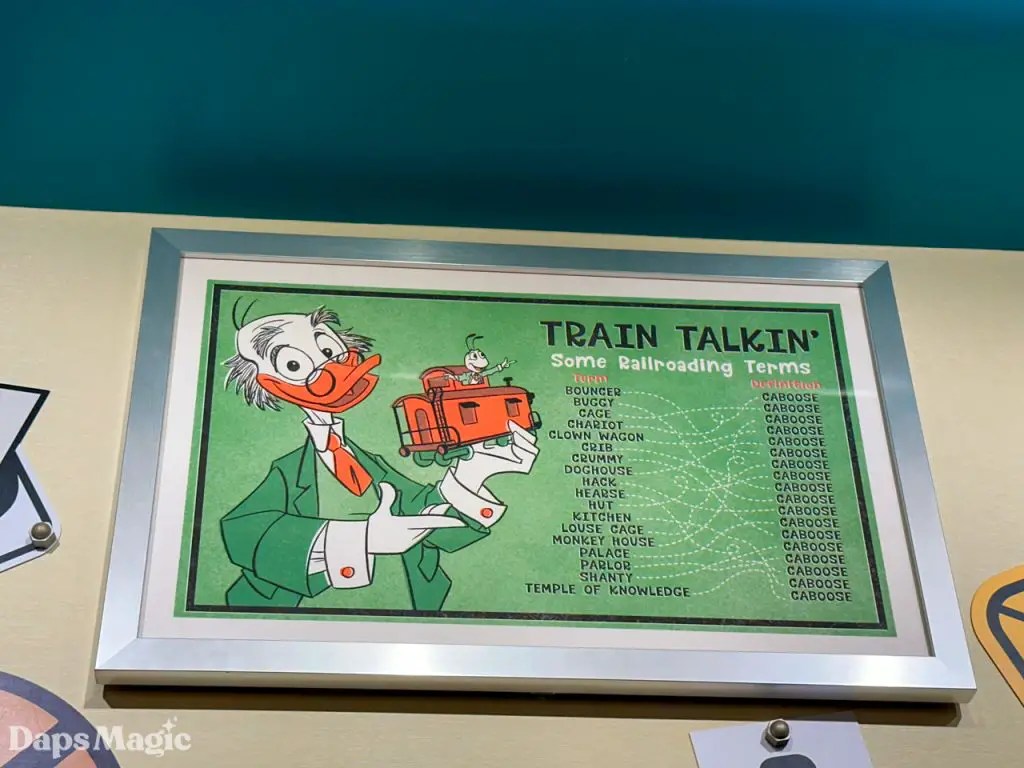 TRAIN TALKIN'
Some Railroading Terms
Term Definition
BOUNCER CABOOSE
BUGGY CABOOSE
CAGE CABOOSE
CHARIOT CABOOSE
CLOWN WAGON CABOOSE
CRIB CABOOSE
CRUMMY CABOOSE
DOGHOUSE CABOOSE
HACK CABOOSE
HEARSE CABOOSE
HUT CABOOSE
KITCHEN CABOOSE
LOUSE CAGE CABOOSE
MONKEY HOUSE CABOOSE
PALACE CABOOSE
PARLOR CABOOSE
SHANTY CABOOSE
TEMPLE OF KNOWLEDGE CABOOSE
DapsMagic